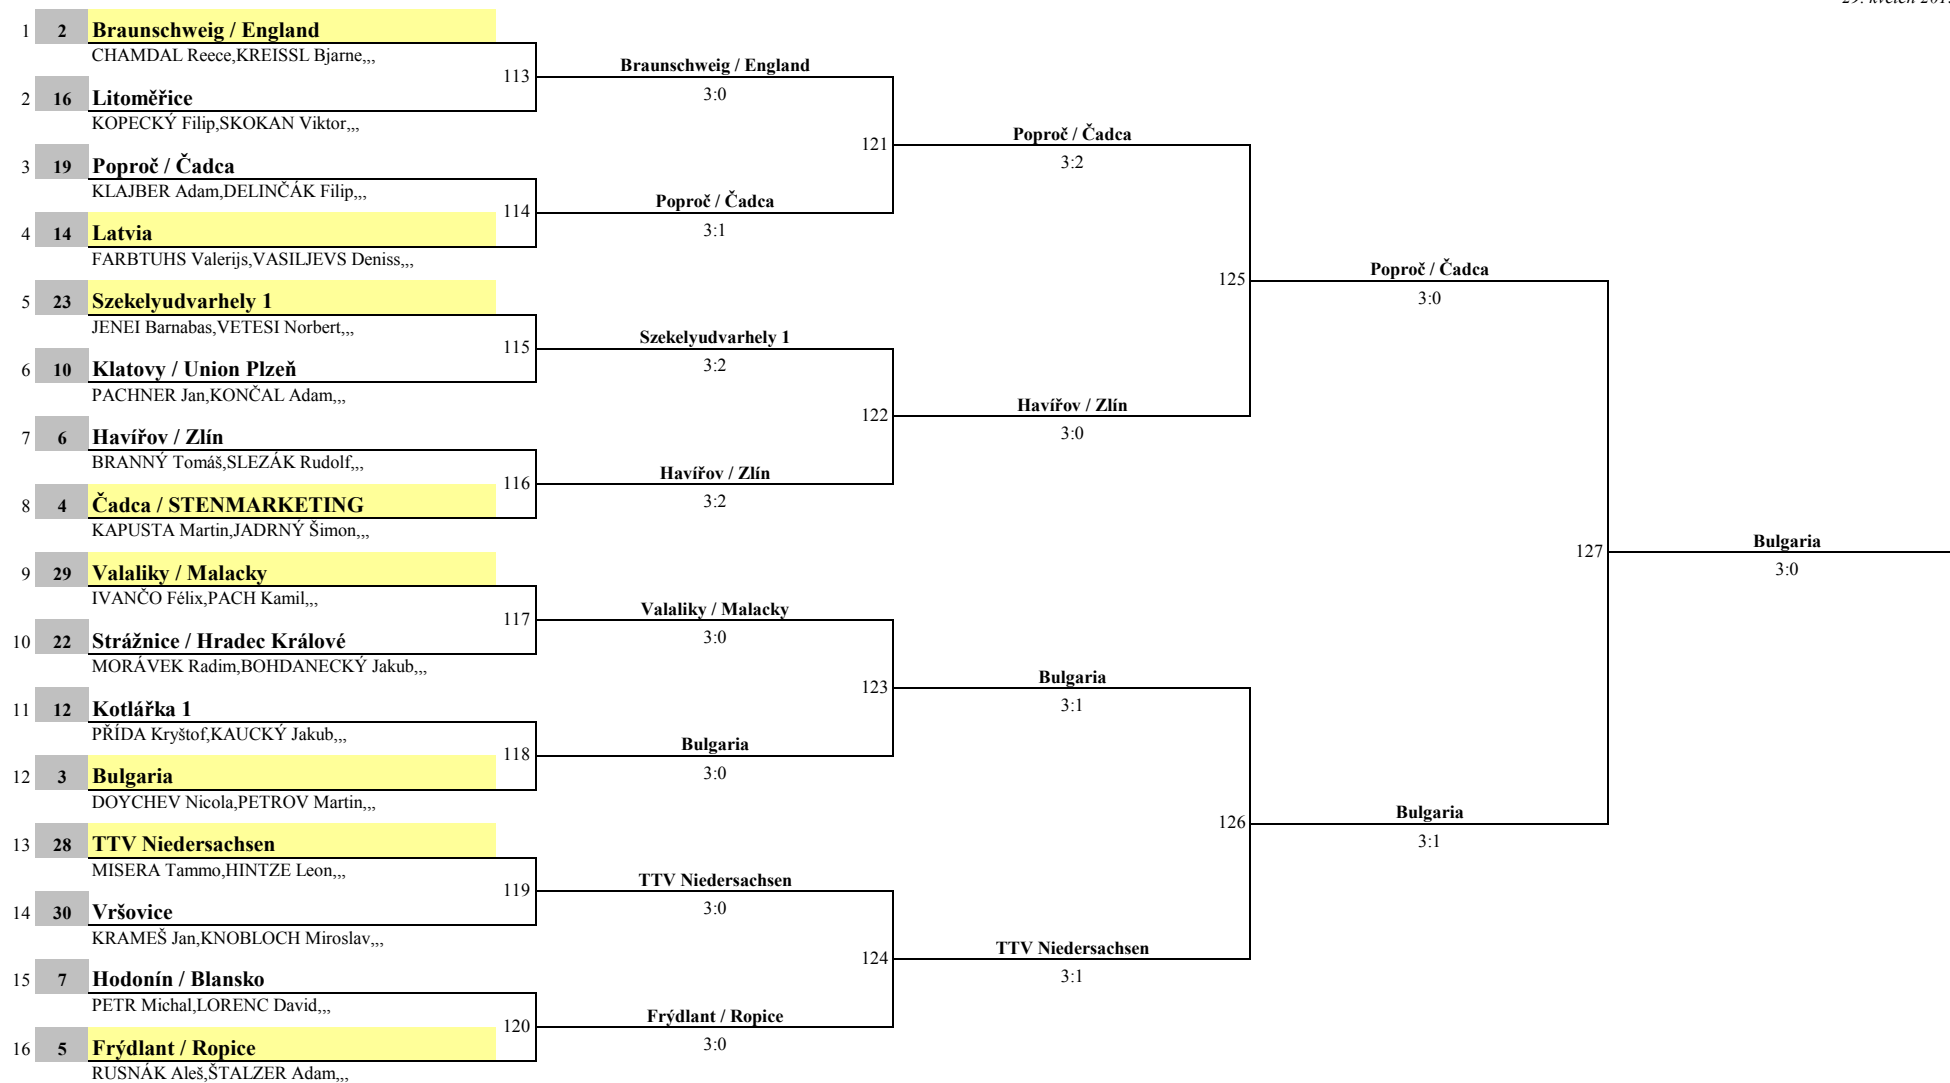 1 2 Braunschweig / England
CHAMDAL Reece,KREISSL Bjarne,,,
2 16 Litoměřice
KOPECKÝ Filip,SKOKAN Viktor,,,
3 19 Poproč / Čadca
KLAJBER Adam,DELINČÁK Filip,,,
4 14 Latvia
FARBTUHS Valerijs,VASILJEVS Deniss,,,
5 23 Szekelyudvarhely 1
JENEI Barnabas,VETESI Norbert,,,
6 10 Klatovy / Union Plzeň
PACHNER Jan,KONČAL Adam,,,
7 6 Havířov / Zlín
BRANNÝ Tomáš,SLEZÁK Rudolf,,,
8 4 Čadca / STENMARKETING
KAPUSTA Martin,JADRNÝ Šimon,,,
9 29 Valaliky / Malacky
IVANČO Félix,PACH Kamil,,,
10 22 Strážnice / Hradec Králové
MORÁVEK Radim,BOHDANECKÝ Jakub,,,
11 12 Kotlářka 1
PŘÍDA Kryštof,KAUCKÝ Jakub,,,
12 3 Bulgaria
DOYCHEV Nicola,PETROV Martin,,,
13 28 TTV Niedersachsen
MISERA Tammo,HINTZE Leon,,,
14 30 Vršovice
KRAMEŠ Jan,KNOBLOCH Miroslav,,,
15 7 Hodonín / Blansko
PETR Michal,LORENC David,,,
16 5 Frýdlant / Ropice
RUSNÁK Aleš,ŠTALZER Adam,,,
113
Braunschweig / England
3:0
114
Poproč / Čadca
3:1
115
Szekelyudvarhely 1
3:2
116
Havířov / Zlín
3:2
117
Valaliky / Malacky
3:0
118
Bulgaria
3:0
119
TTV Niedersachsen
3:0
120
Frýdlant / Ropice
3:0
121
Poproč / Čadca
3:2
122
Havířov / Zlín
3:0
123
Bulgaria
3:1
124
TTV Niedersachsen
3:1
125
Poproč / Čadca
3:0
126
Bulgaria
3:1
127
Bulgaria
3:0